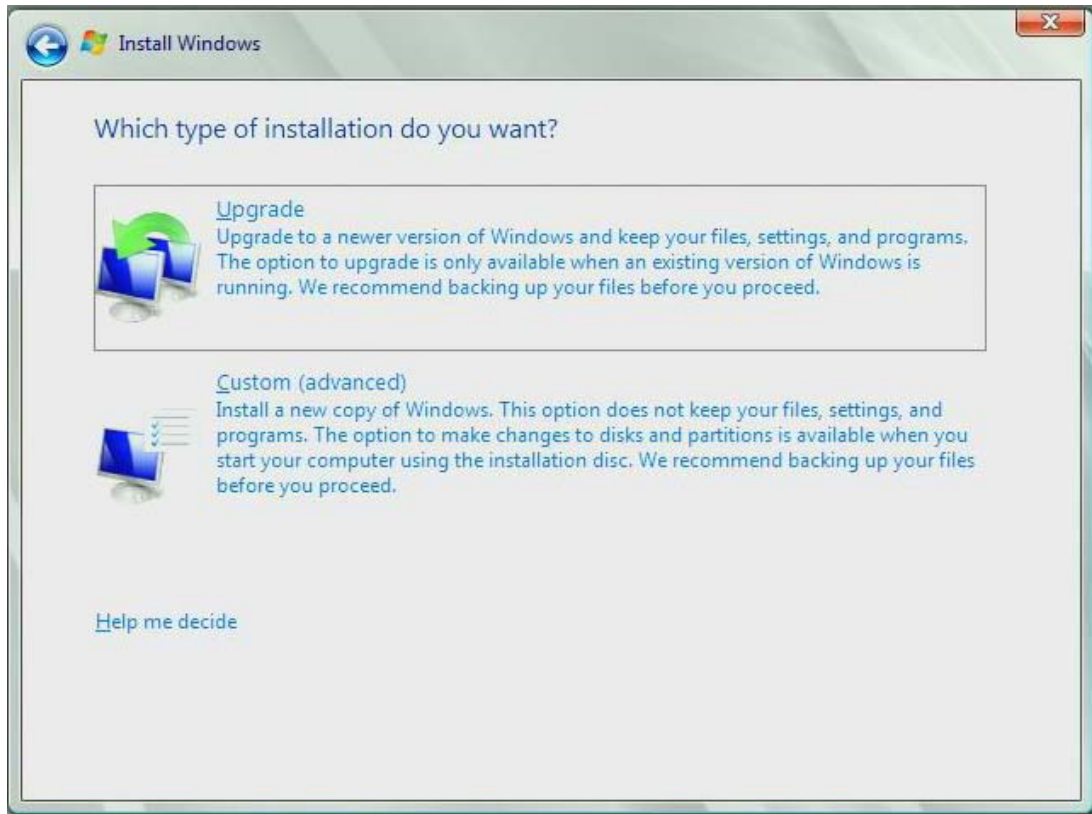 Install Windows
Which type of installation do you want?
Upgrade
Upgrade to a newer version of Windows and keep your files, settings, and programs.
The option to upgrade is only available when an existing version of Windows is
running. We recommend backing up your files before you proceed.
Custom (advanced)
Install a new copy of Windows. This option does not keep your files, settings, and
programs. The option to make changes to disks and partitions is available when you
start your computer using the installation disc. We recommend backing up your files
before you proceed.
Help me decide